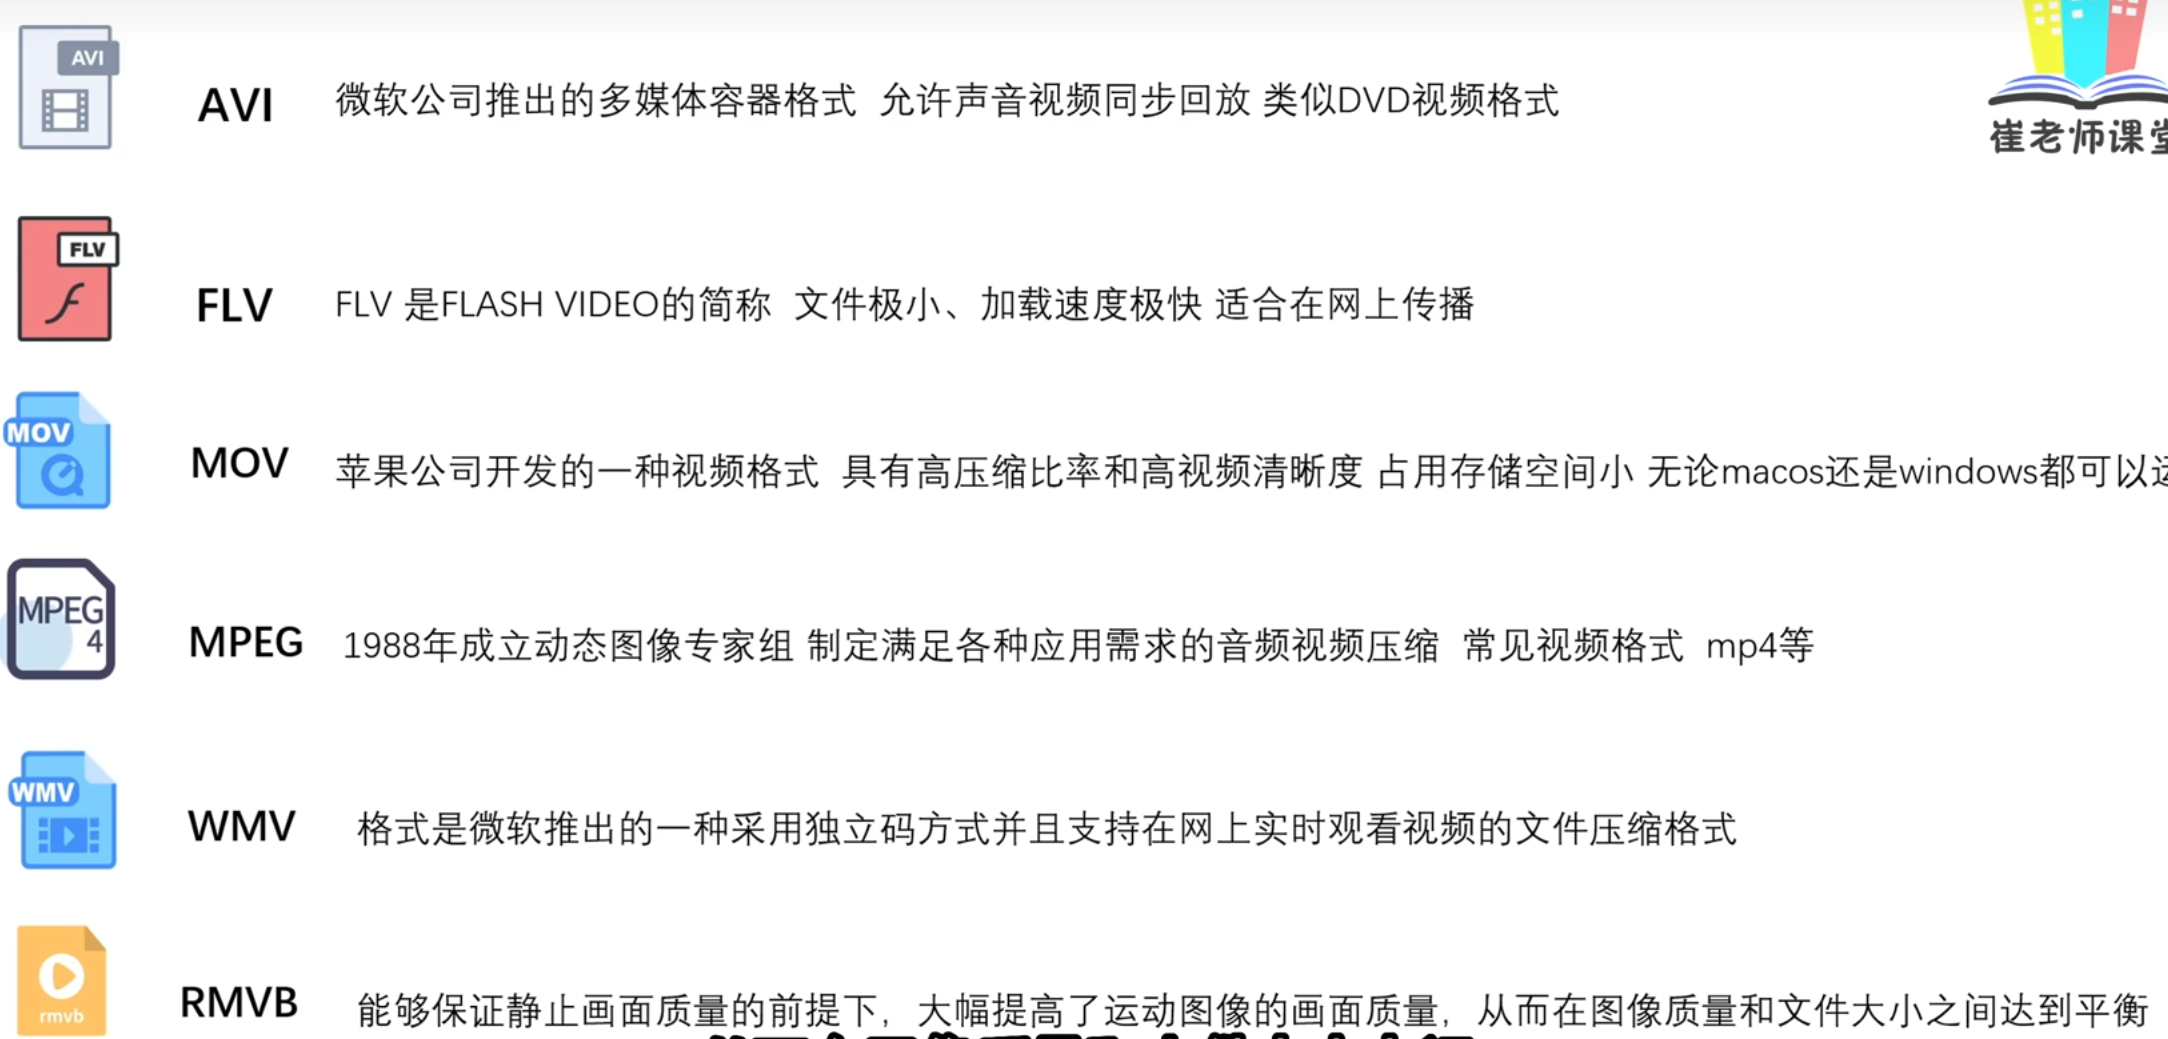 AVI
AVI 微软公司推出的多媒体容器格式 允许声音视频同步回放 类似DVD视频格式
崔老师课堂
FLV
FLV FLV 是FLASH VIDEO的简称 文件极小、加载速度极快 适合在网上传播
MOV
MOV 苹果公司开发的一种视频格式 具有高压缩比率和高视频清晰度 占用存储空间小 无论macos还是windows都可以运
MPEG
4
MPEG 1988年成立动态图像专家组 制定满足各种应用需求的音频视频压缩 常见视频格式 mp4等
WMV
WMV 格式是微软推出的一种采用独立码方式并且支持在网上实时观看视频的文件压缩格式
rmvb
RMVB 能够保证静止画面质量的前提下，大幅提高了运动图像的画面质量，从而在图像质量和文件大小之间达到平衡